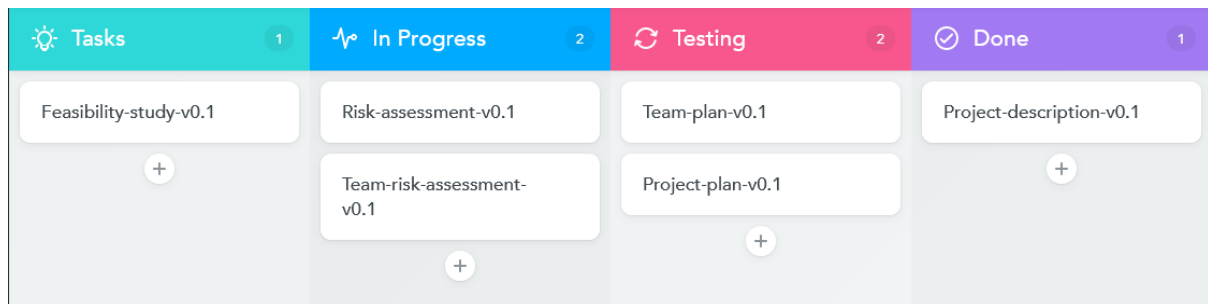 Tasks 1
In Progress 2
Testing 2
Done 1
Feasibility-study-v0.1
Risk-assessment-v0.1
Team-risk-assessment-
v0.1
Team-plan-v0.1
Project-plan-v0.1
Project-description-v0.1